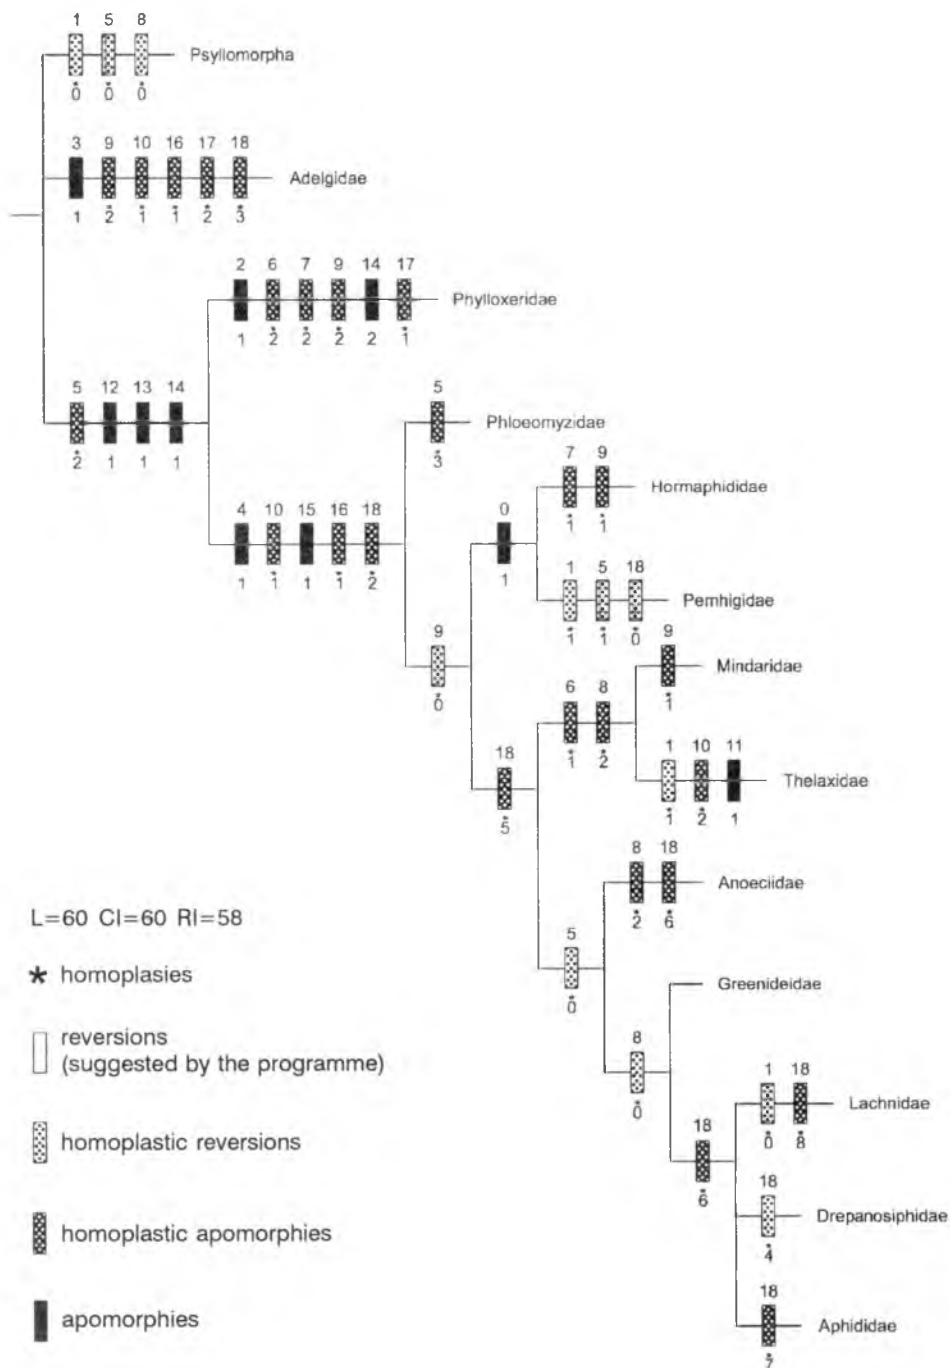 1 5 8
Psyllomorpha
* * *
0 0 0
3 9 10 16 17 18
Adelgidae
* * * * *
1 2 1 1 2 3
2 6 7 9 14 17
Phylloxeridae
* * * *
1 2 2 2 2 1
5 12 13 14
*
2 1 1 1
5
Phloeomyzidae
*
3
7 9
Hormaphididae
* *
1 1
0
1
4 10 15 16 18
* * *
1 1 1 1 2
1 5 18
Pemhigidae
* * *
1 1 0
9
*
0
9
Mindaridae
*
1
6 8
* *
1 2
18
*
5
1 10 11
Thelaxidae
* *
1 2 1
8 18
Anoeciidae
* *
2 6
5
*
0
Greenideidae
8
*
0
1 18
Lachnidae
* *
0 8
18
*
6
18
Drepanosiphidae
*
4
18
Aphididae
*
7
L=60 CI=60 RI=58
* homoplasies
reversions
(suggested by the programme)
homoplastic reversions
homoplastic apomorphies
apomorphies